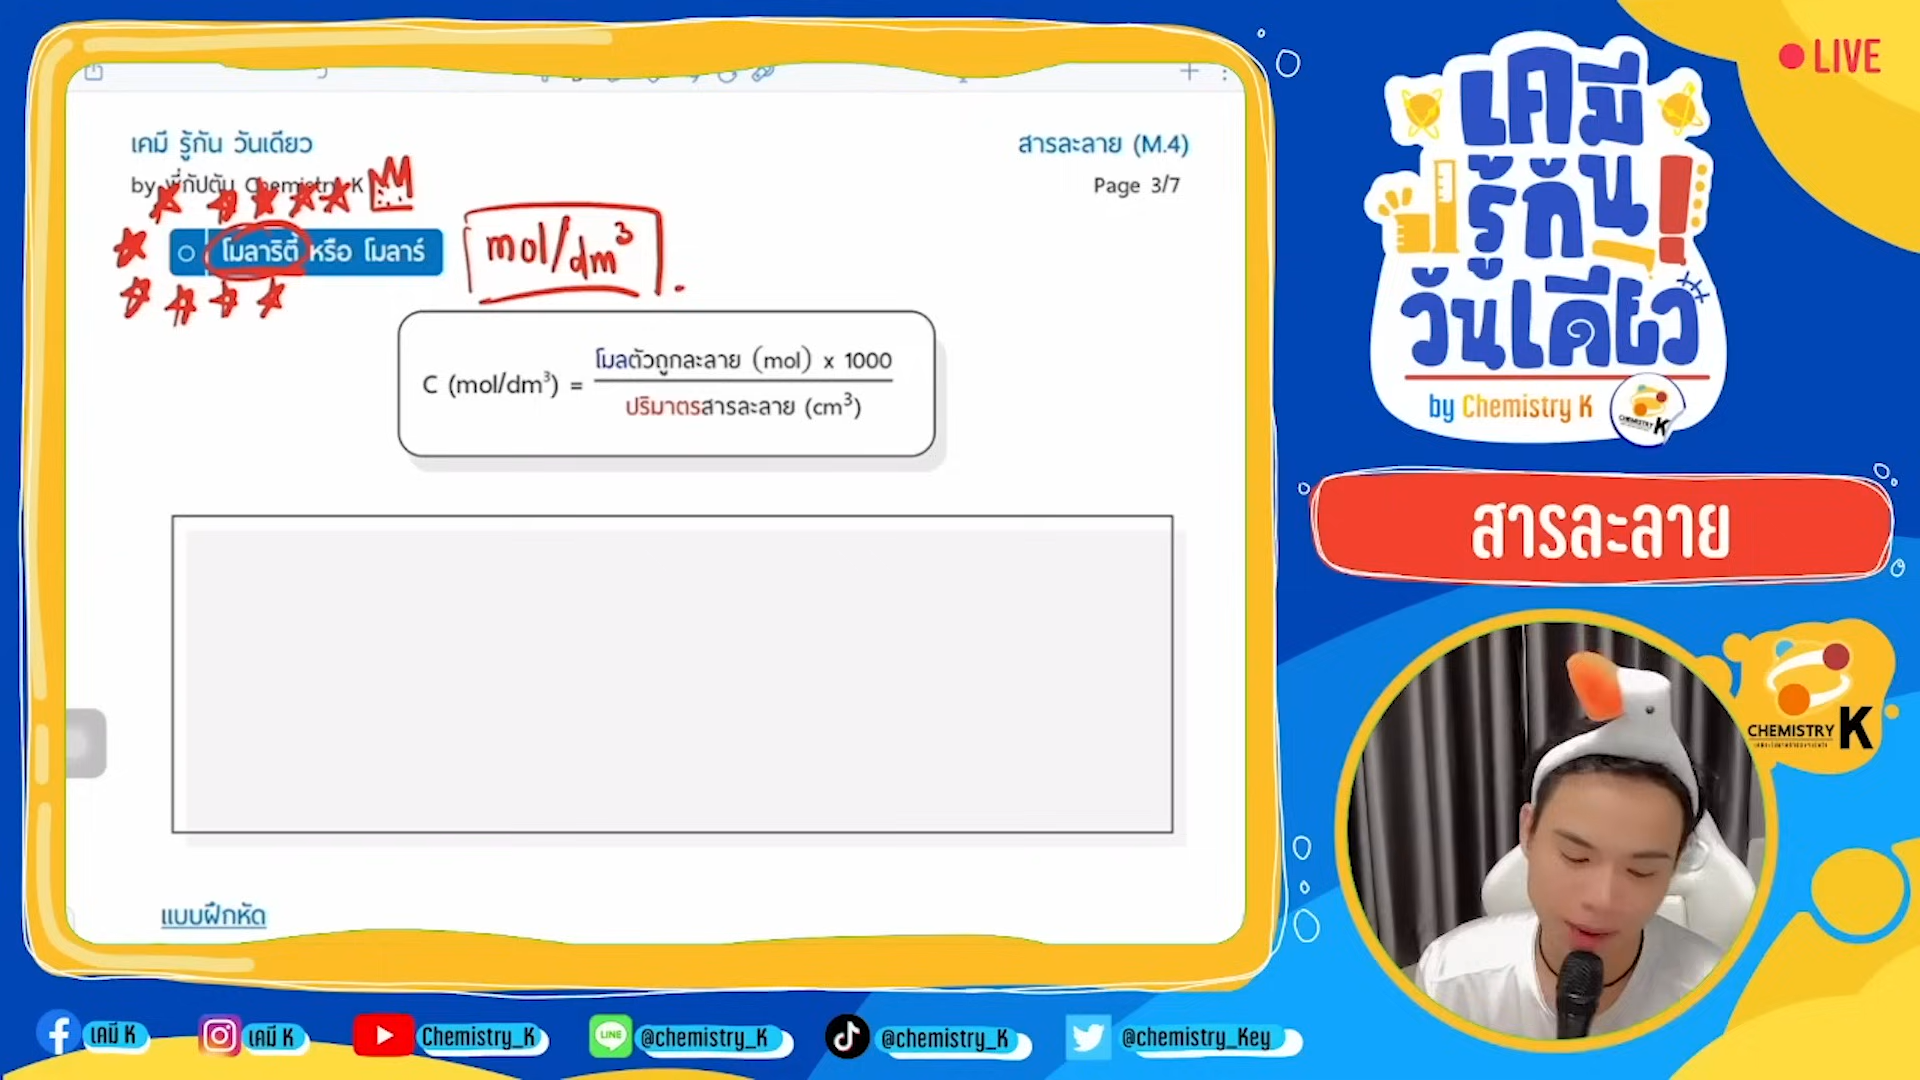 เคมี รู้กัน วันเดียว
by พี่กัปตัน Chemistry K
สารละลาย (M.4)
Page 3/7
โมลาริตี้ หรือ โมลาร์
mol/dm³
C (mol/dm³) = โมลตัวถูกละลาย (mol) x 1000
ปริมาตรสารละลาย (cm³)
แบบฝึกหัด
LIVE
เคมี
รู้กัน!
วันเดียว
by Chemistry K
สารละลาย
CHEMISTRY K
เคมี K
เคมี K
Chemistry_K
LINE
@chemistry_K
@chemistry_K
@chemistry_Key